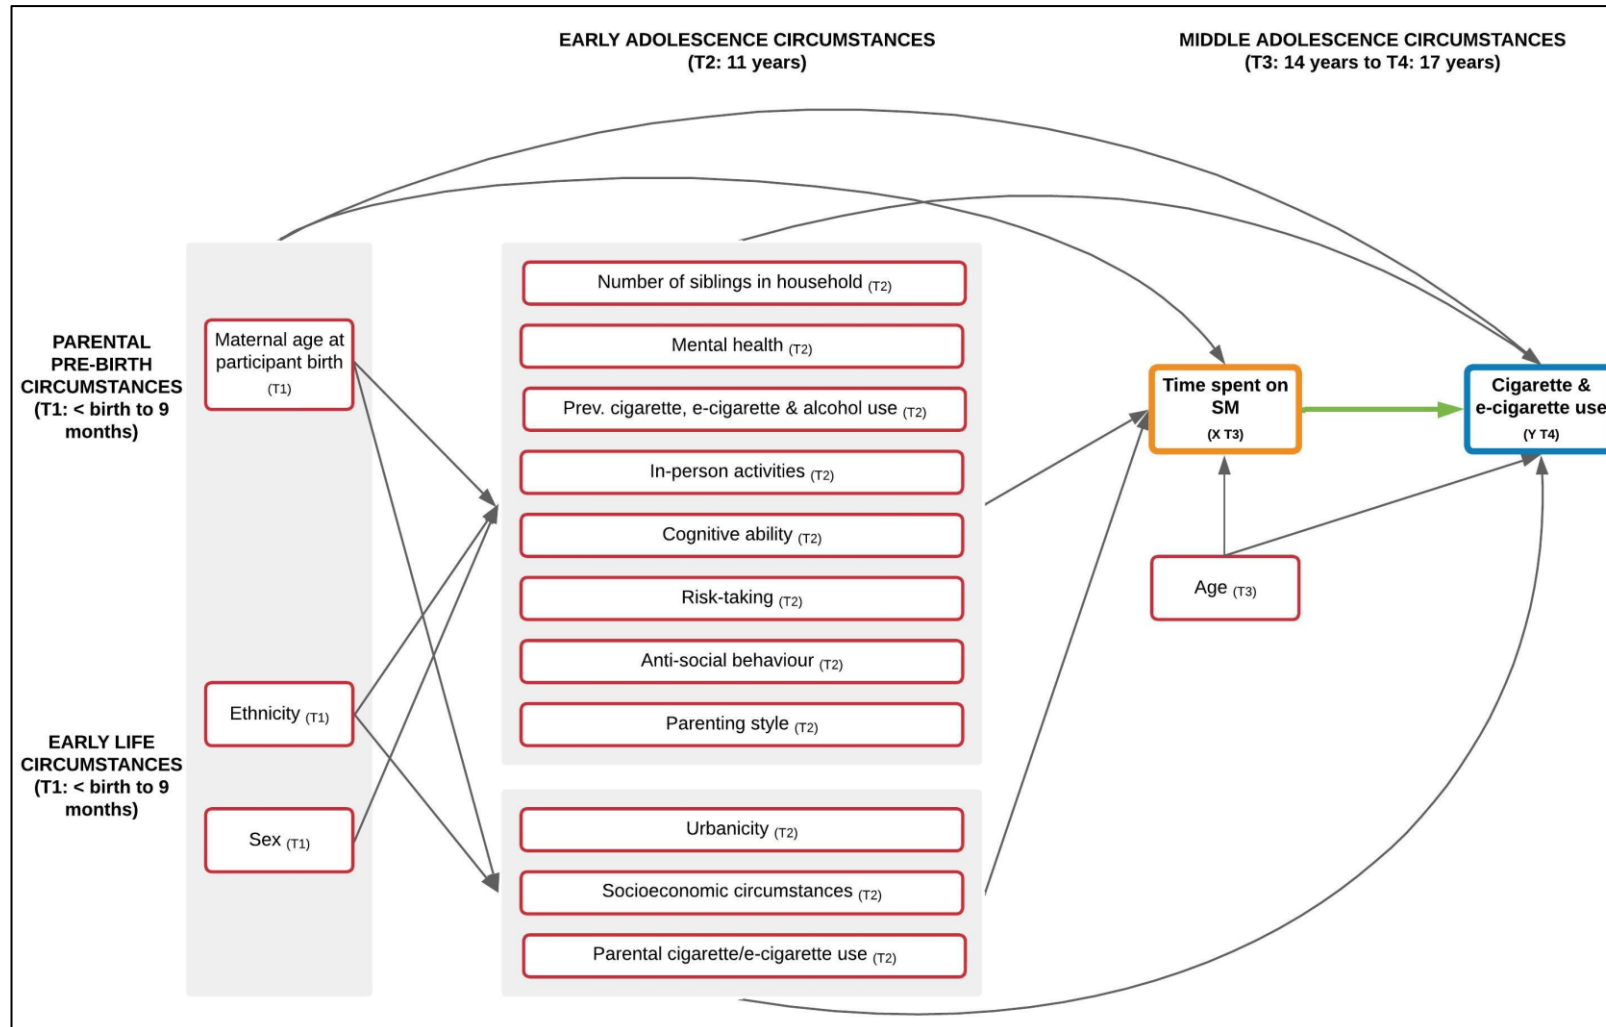 EARLY ADOLESCENCE CIRCUMSTANCES
(T2: 11 years)
MIDDLE ADOLESCENCE CIRCUMSTANCES
(T3: 14 years to T4: 17 years)
PARENTAL
PRE-BIRTH
CIRCUMSTANCES
(T1: < birth to 9
months)
EARLY LIFE
CIRCUMSTANCES
(T1: < birth to 9
months)
Maternal age at
participant birth
(T1)
Ethnicity (T1)
Sex (T1)
Number of siblings in household (T2)
Mental health (T2)
Prev. cigarette, e-cigarette & alcohol use (T2)
In-person activities (T2)
Cognitive ability (T2)
Risk-taking (T2)
Anti-social behaviour (T2)
Parenting style (T2)
Urbanicity (T2)
Socioeconomic circumstances (T2)
Parental cigarette/e-cigarette use (T2)
Time spent on
SM
(X T3)
Age (T3)
Cigarette &
e-cigarette use
(Y T4)